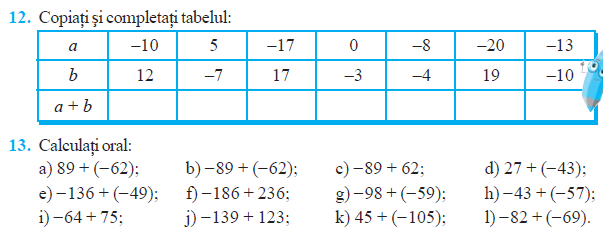 12. Copiați și completați tabelul:
a −10 5 −17 0 −8 −20 −13
b 12 −7 17 −3 −4 19 −10
a + b
13. Calculați oral:
a) 89 + (−62); b) −89 + (−62); c) −89 + 62; d) 27 + (−43);
e) −136 + (−49); f) −186 + 236; g) −98 + (−59); h) −43 + (−57);
i) −64 + 75; j) −139 + 123; k) 45 + (−105); l) −82 + (−69).